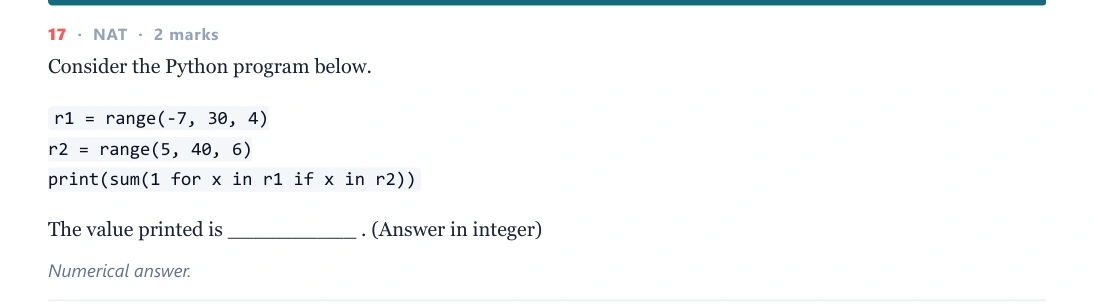 17 · NAT · 2 marks
Consider the Python program below.
r1 = range(-7, 30, 4)
r2 = range(5, 40, 6)
print(sum(1 for x in r1 if x in r2))
The value printed is ____________ . (Answer in integer)
Numerical answer.